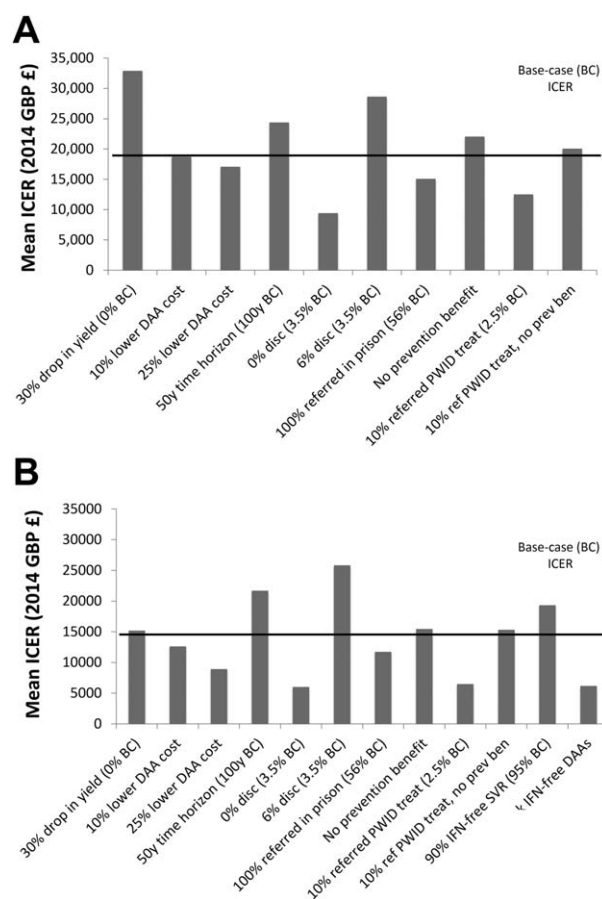 A
Mean ICER (2014 GBP £)
35,000
30,000
25,000
20,000
15,000
10,000
5,000
0
Base-case (BC)
ICER
30% drop in yield (0% BC)
10% lower DAA cost
25% lower DAA cost
50y time horizon (100y BC)
0% disc (3.5% BC)
6% disc (3.5% BC)
100% referred in prison (56% BC)
No prevention benefit
10% referred PWID treat (2.5% BC)
10% ref PWID treat, no prev ben
B
Mean ICER (2014 GBP £)
35000
30000
25000
20000
15000
10000
5000
0
Base-case (BC)
ICER
30% drop in yield (0% BC)
10% lower DAA cost
25% lower DAA cost
50y time horizon (100y BC)
0% disc (3.5% BC)
6% disc (3.5% BC)
100% referred in prison (56% BC)
No prevention benefit
10% referred PWID treat (2.5% BC)
10% ref PWID treat, no prev ben
90% IFN-free SVR (95% BC)
IFN-free DAAs